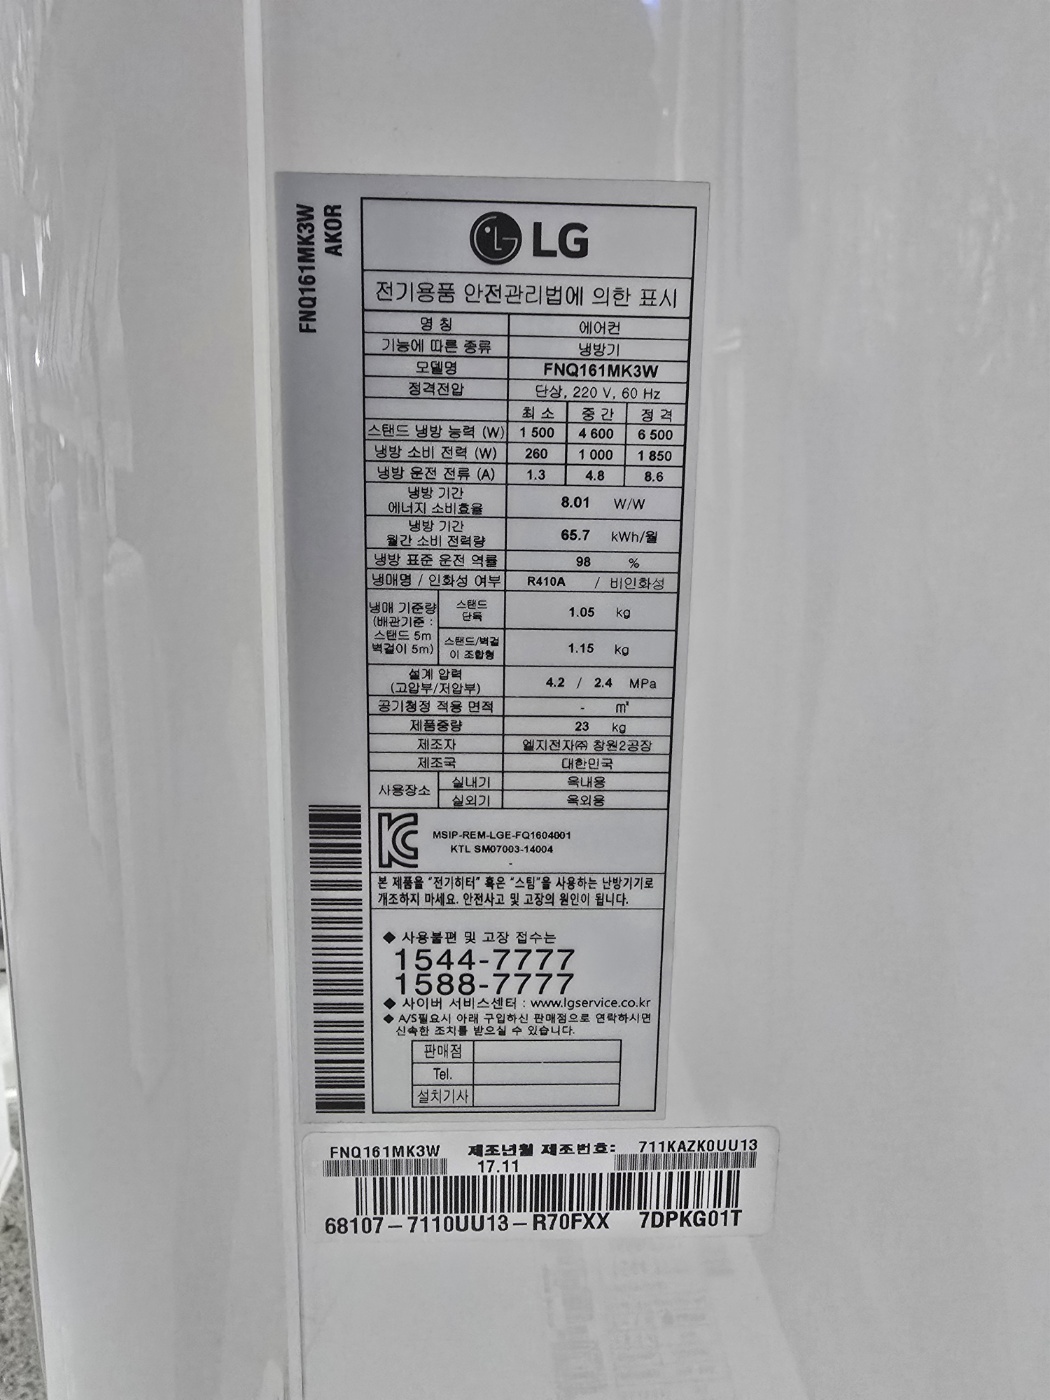 FNQ161MK3W
AKOR
LG
전기용품 안전관리법에 의한 표시
명 칭 에어컨
기능에 따른 종류 냉방기
모델명 FNQ161MK3W
정격전압 단상, 220 V, 60 Hz
최 소 중 간 정 격
스탠드 냉방 능력 (W) 1 500 4 600 6 500
냉방 소비 전력 (W) 260 1 000 1 850
냉방 운전 전류 (A) 1.3 4.8 8.6
냉방 기간
에너지 소비효율 8.01 W/W
냉방 기간
월간 소비 전력량 65.7 kWh/월
냉방 표준 운전 역률 98 %
냉매명 / 인화성 여부 R410A / 비인화성
냉매 기준량
(배관기준 :
스탠드 5m
벽걸이 5m)
스탠드
단독 1.05 kg
스탠드/벽걸
이 조합형 1.15 kg
설계 압력
(고압부/저압부) 4.2 / 2.4 MPa
공기청정 적용 면적 - ㎡
제품중량 23 kg
제조자 엘지전자㈜ 창원2공장
제조국 대한민국
사용장소 실내기 옥내용
실외기 옥외용
MSIP-REM-LGE-FQ1604001
KTL SM07003-14004
-
본 제품을 "전기히터" 혹은 "스팀"을 사용하는 난방기기로
개조하지 마세요. 안전사고 및 고장의 원인이 됩니다.
◆ 사용불편 및 고장 접수는
1544-7777
1588-7777
◆ 사이버 서비스센터 : www.lgservice.co.kr
◆ A/S필요시 아래 구입하신 판매점으로 연락하시면
신속한 조치를 받으실 수 있습니다.
판매점
Tel.
설치기사
FNQ161MK3W 제조년월 제조번호: 711KAZK0UU13
17.11
68107-7110UU13-R70FXX 7DPKG01T